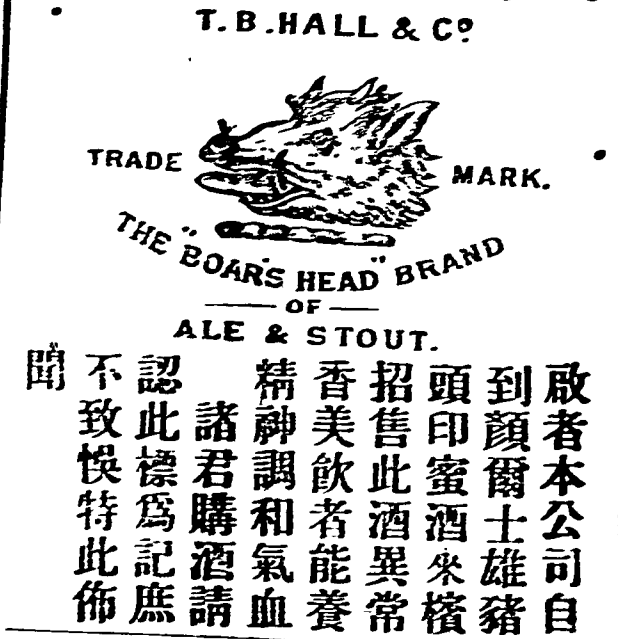 T. B. HALL & Co
TRADE MARK.
THE "BOAR'S HEAD" BRAND
OF
ALE & STOUT.
啟者本公司自
到顏爾士雄豬
頭印蜜酒來檳
招售此酒異常
香美飲者能養
精神調和氣血
諸君購酒請
認此標爲記庶
不致悞特此佈
聞